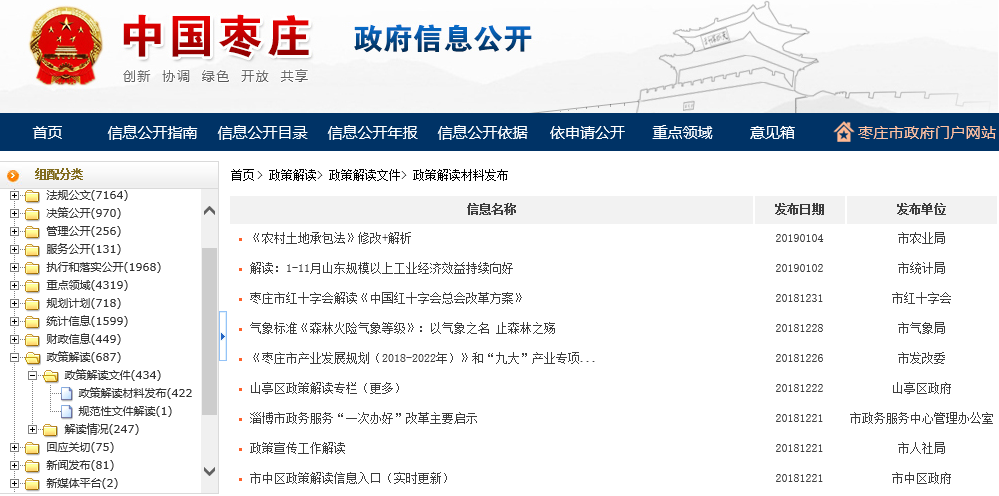 中国枣庄
政府信息公开
创新 协调 绿色 开放 共享
首页 信息公开指南 信息公开目录 信息公开年报 信息公开依据 依申请公开 重点领域 意见箱 枣庄市政府门户网站
组配分类
法规公文(7164)
决策公开(970)
管理公开(256)
服务公开(131)
执行和落实公开(1968)
重点领域(4319)
规划计划(718)
统计信息(1599)
财政信息(449)
政策解读(687)
政策解读文件(434)
政策解读材料发布(422
规范性文件解读(1)
解读情况(247)
回应关切(75)
新闻发布(81)
新媒体平台(2)
首页> 政策解读> 政策解读文件> 政策解读材料发布
信息名称 发布日期 发布单位
《农村土地承包法》修改+解析 20190104 市农业局
解读：1-11月山东规模以上工业经济效益持续向好 20190102 市统计局
枣庄市红十字会解读《中国红十字会总会改革方案》 20181231 市红十字会
气象标准《森林火险气象等级》：以气象之名 止森林之殇 20181228 市气象局
《枣庄市产业发展规划（2018-2022年）》和“九大”产业专项... 20181226 市发改委
山亭区政策解读专栏（更多） 20181222 山亭区政府
淄博市政务服务“一次办好”改革主要启示 20181221 市政务服务中心管理办公室
政策宣传工作解读 20181221 市人社局
市中区政策解读信息入口（实时更新） 20181221 市中区政府